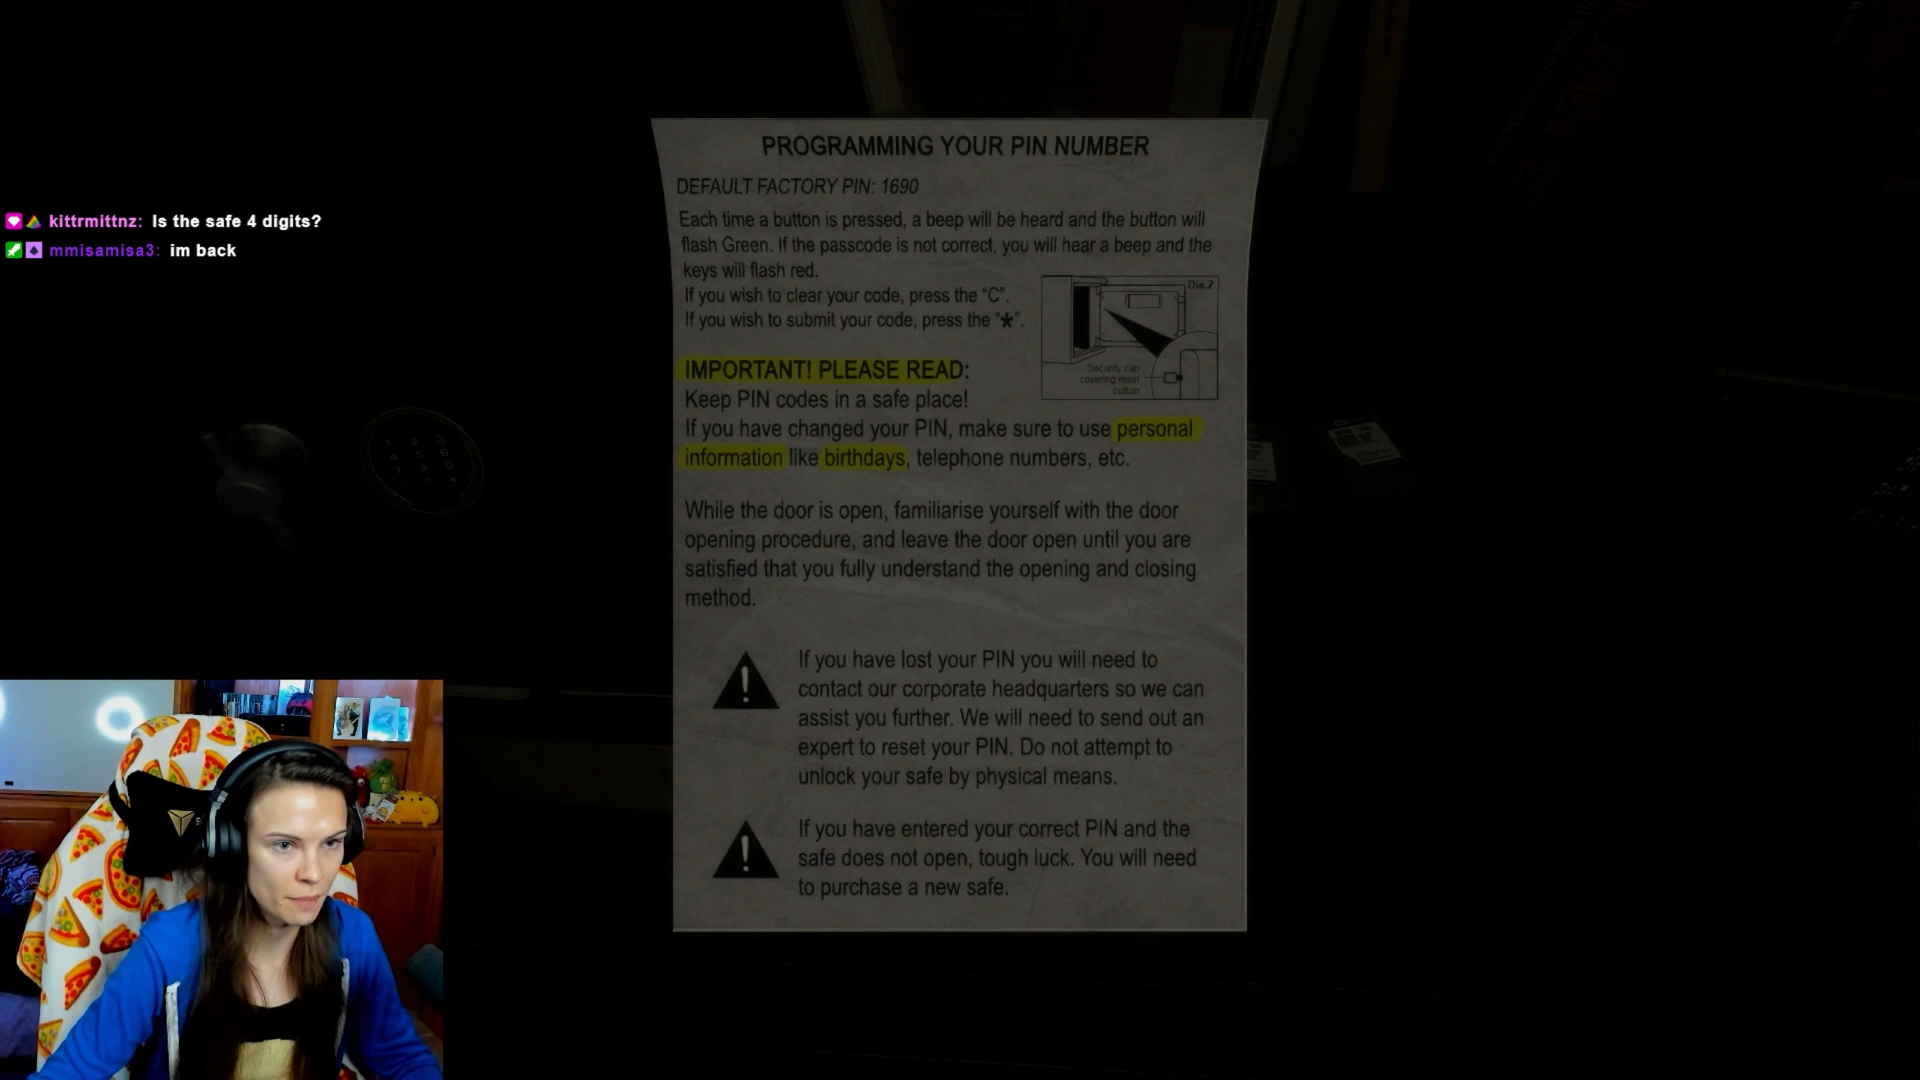 PROGRAMMING YOUR PIN NUMBER
DEFAULT FACTORY PIN: 1690
Each time a button is pressed, a beep will be heard and the button will
flash Green. If the passcode is not correct, you will hear a beep and the
keys will flash red.
If you wish to clear your code, press the "C".
If you wish to submit your code, press the "*".
Dia.2
Security cap
covering reset
button
IMPORTANT! PLEASE READ:
Keep PIN codes in a safe place!
If you have changed your PIN, make sure to use personal
information like birthdays, telephone numbers, etc.
While the door is open, familiarise yourself with the door
opening procedure, and leave the door open until you are
satisfied that you fully understand the opening and closing
method.
If you have lost your PIN you will need to
contact our corporate headquarters so we can
assist you further. We will need to send out an
expert to reset your PIN. Do not attempt to
unlock your safe by physical means.
If you have entered your correct PIN and the
safe does not open, tough luck. You will need
to purchase a new safe.
kittrmittnz: Is the safe 4 digits?
mmisamisa3: im back
1 2 3
4 5 6
7 8 9